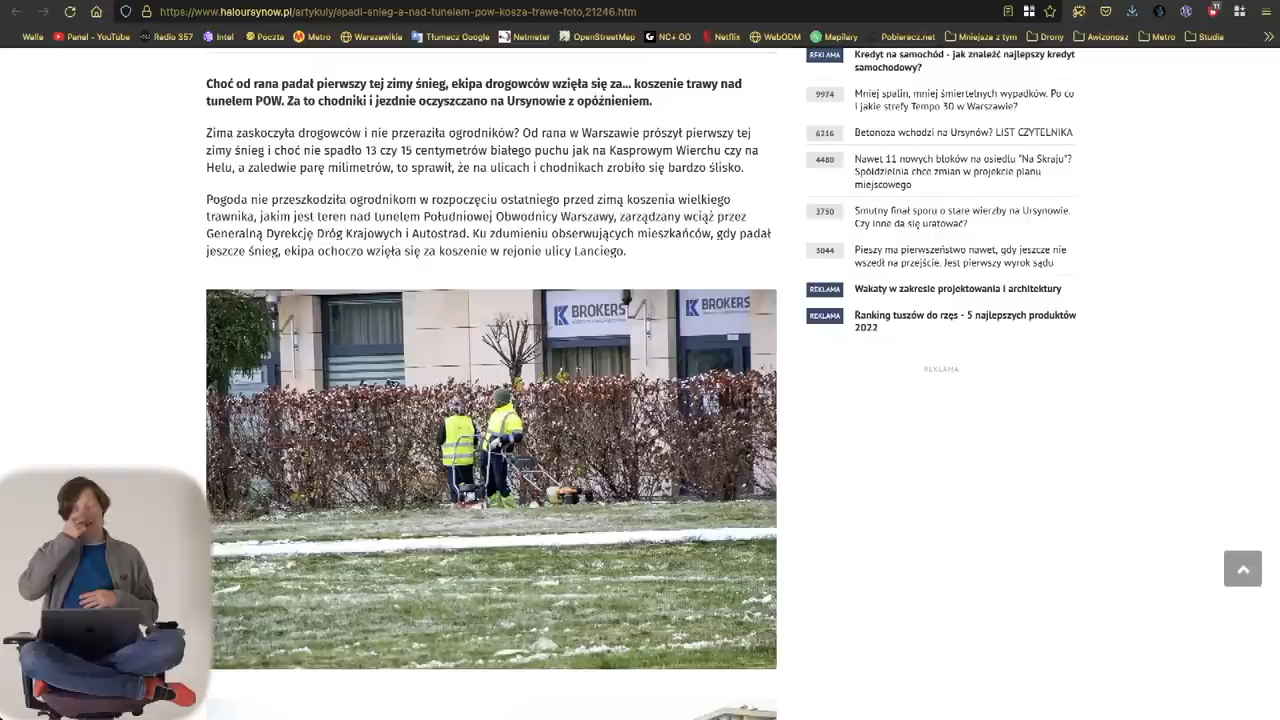 https://www.haloursynow.pl/artykuly/spadl-snieg-a-nad-tunelem-pow-kosza-trawe-foto,21246.htm
11
Walle Panel - YouTube Radio 357 I-C Poczta Metro Warszawikia Tłumacz Google Netmeter OpenStreetMap NC+ GO Netflix WebODM Mapilary Pobieracz.net Mniejsza z tym Drony Awizonasz Metro Studia
Choć od rana padał pierwszy tej zimy śnieg, ekipa drogowców wzięła się za... koszenie trawy nad
tunelem POW. Za to chodniki i jezdnie oczyszczano na Ursynowie z opóźnieniem.
Zima zaskoczyła drogowców i nie przeraziła ogrodników? Od rana w Warszawie prószył pierwszy tej
zimy śnieg i choć nie spadło 13 czy 15 centymetrów białego puchu jak na Kasprowym Wierchu czy na
Helu, a zaledwie parę milimetrów, to sprawił, że na ulicach i chodnikach zrobiło się bardzo ślisko.
Pogoda nie przeszkodziła ogrodnikom w rozpoczęciu ostatniego przed zimą koszenia wielkiego
trawnika, jakim jest teren nad tunelem Południowej Obwodnicy Warszawy, zarządzany wciąż przez
Generalną Dyrekcję Dróg Krajowych i Autostrad. Ku zdumieniu obserwujących mieszkańców, gdy padał
jeszcze śnieg, ekipa ochoczo wzięła się za koszenie w rejonie ulicy Lanciego.
K BROKERS
K BROKERS
REKLAMA Kredyt na samochód - jak znaleźć najlepszy kredyt
samochodowy?
9974 Mniej spalin, mniej śmiertelnych wypadków. Po co
i jakie strefy Tempo 30 w Warszawie?
6216 Betonoza wchodzi na Ursynów? LIST CZYTELNIKA
4480 Nawet 11 nowych bloków na osiedlu "Na Skraju"?
Spółdzielnia chce zmian w projekcie planu
miejscowego
3750 Smutny finał sporu o stare wierzby na Ursynowie.
Czy inne da się uratować?
3044 Pieszy ma pierwszeństwo nawet, gdy jeszcze nie
wszedł na przejście. Jest pierwszy wyrok sądu
REKLAMA Wakaty w zakresie projektowania i architektury
REKLAMA Ranking tuszów do rzęs - 5 najlepszych produktów
2022
REKLAMA